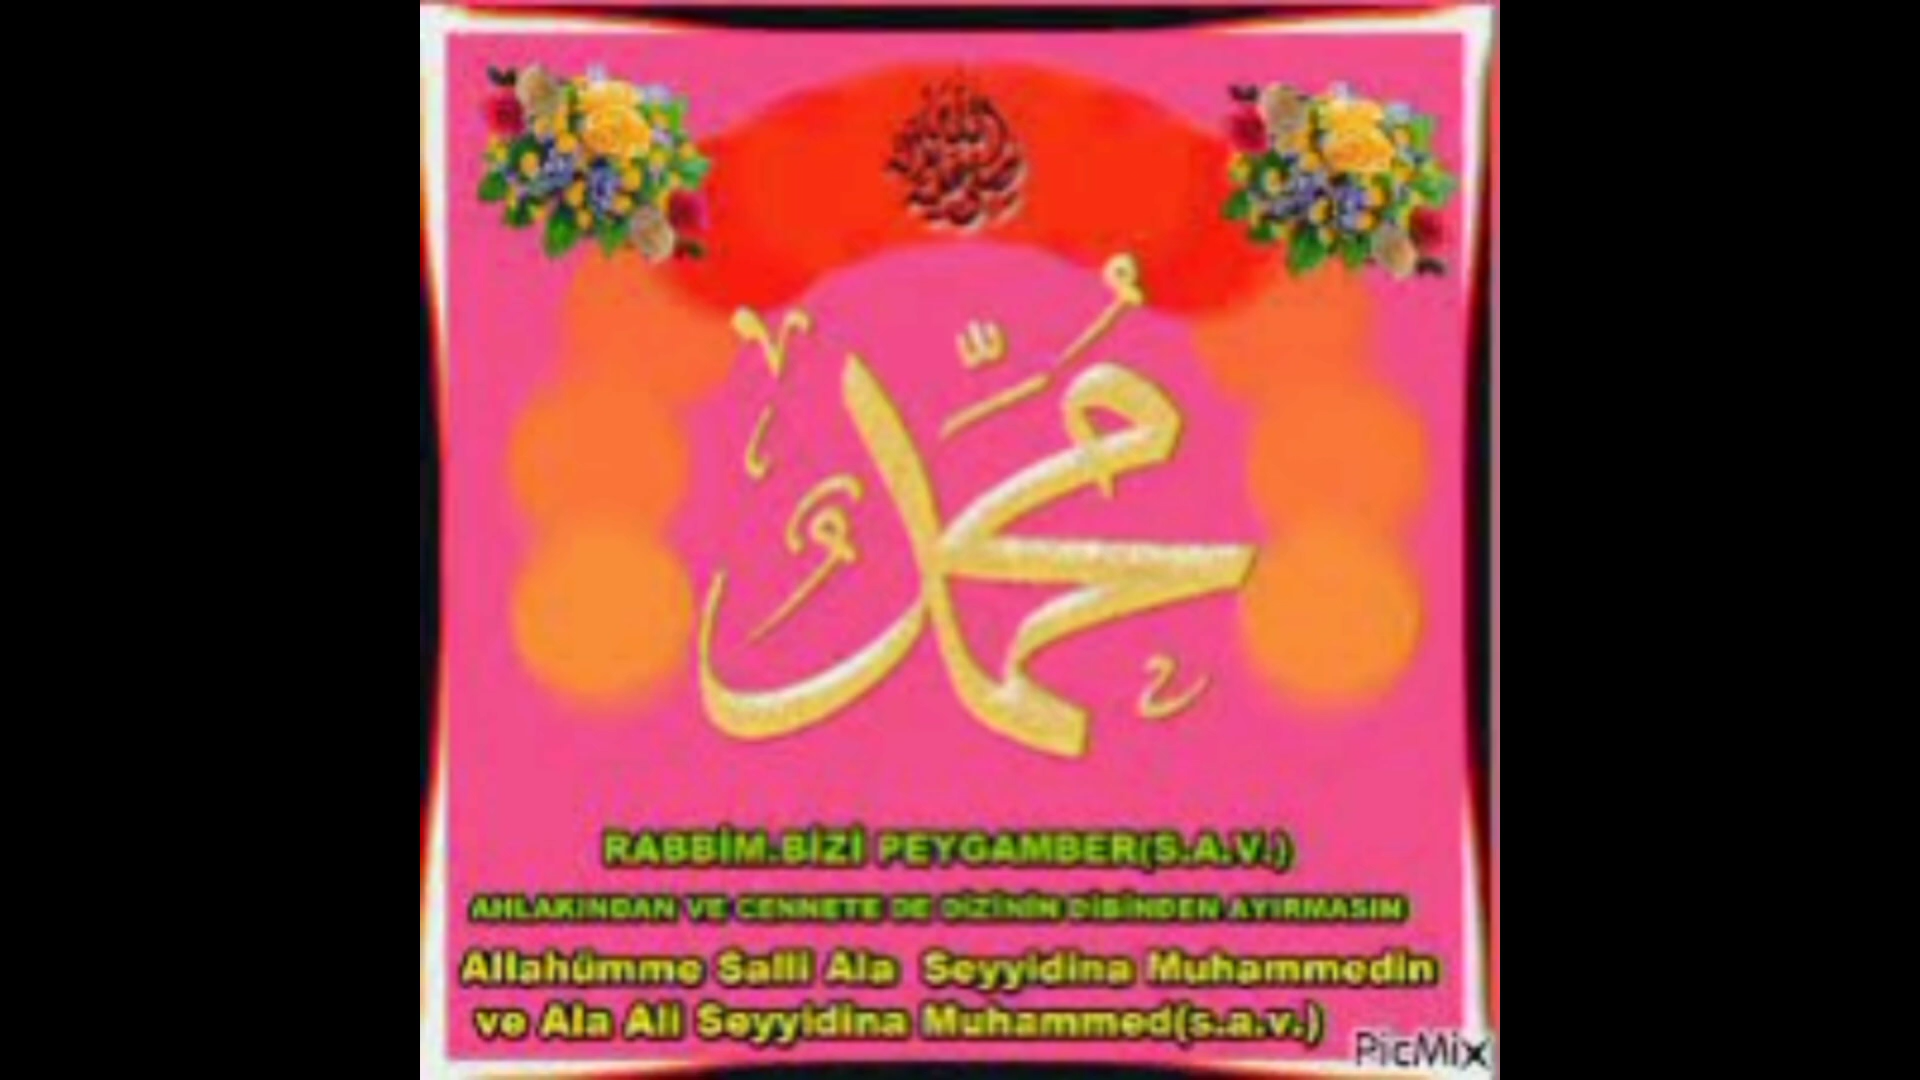 مُحَمَّدٌ
RABBİM.BİZİ PEYGAMBER(S.A.V.)
AHLAKINDAN VE CENNETE DE DİZİNİN DİBİNDEN AYIRMASIN
Allahümme Salli Ala Seyyidina Muhammedin
ve Ala Ali Seyyidina Muhammed(s.a.v.)
PicMix